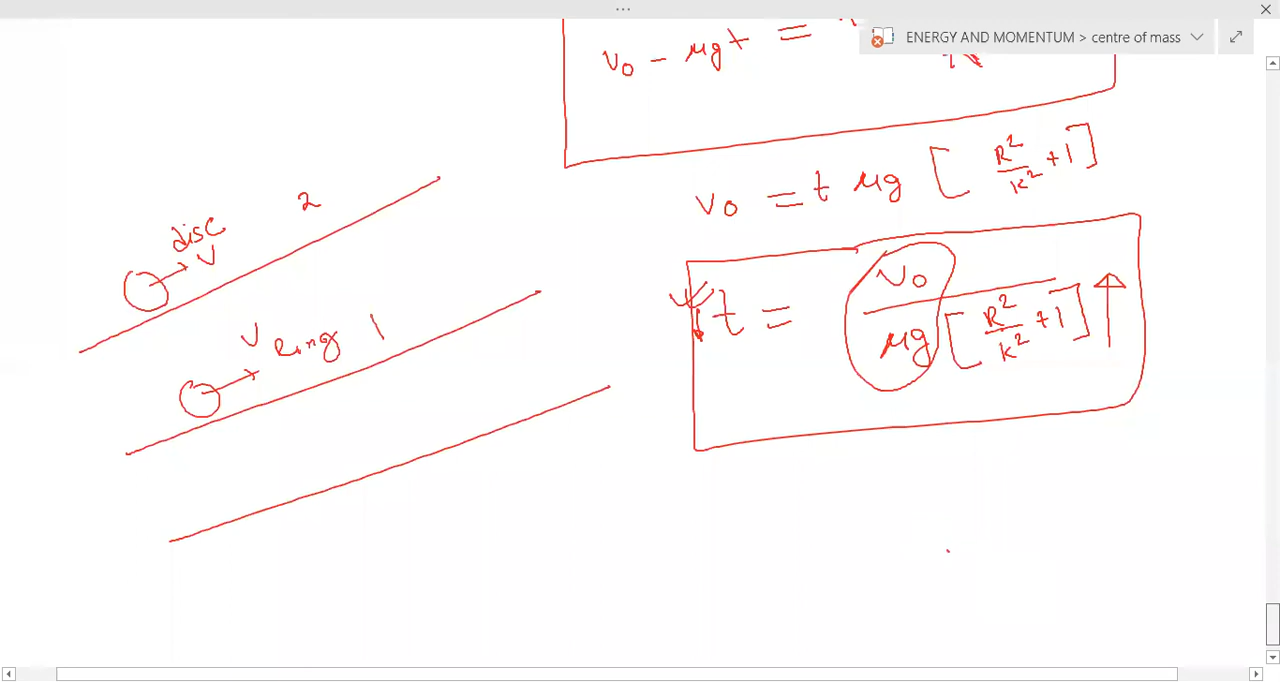 ENERGY AND MOMENTUM > centre of mass
v₀ - μgt =
v₀ = t μg [ R²/k² + 1 ]
disc 2
v
v Ring 1
t = v₀ / μg [ R²/k² + 1 ] ↑